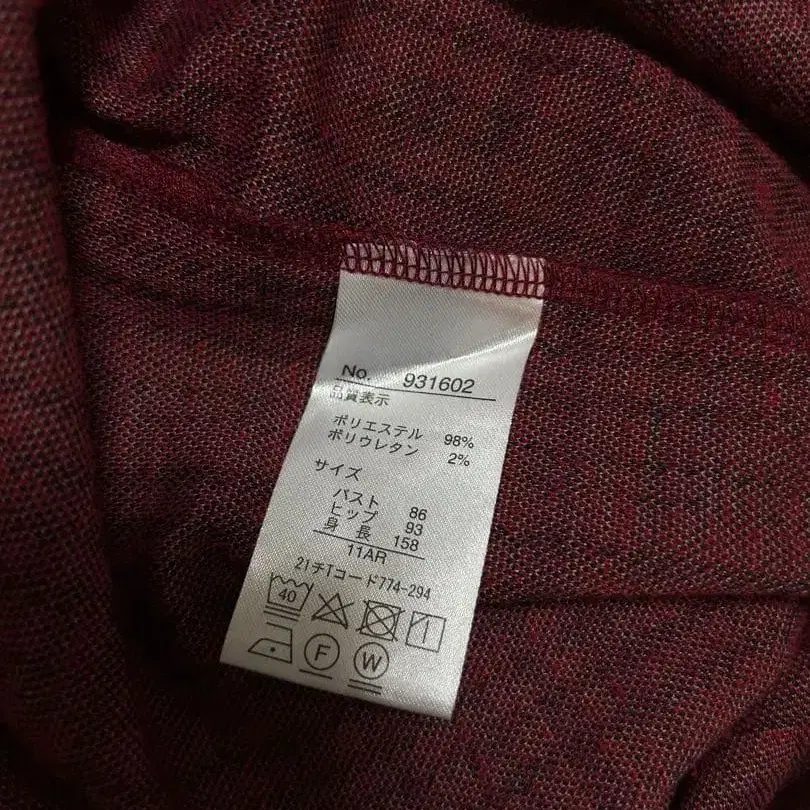 No. 931602
品質表示
ポリエステル 98%
ポリウレタン 2%
サイズ
バスト 86
ヒップ 93
身長 158
11AR
21チTコード774-294
40
F W